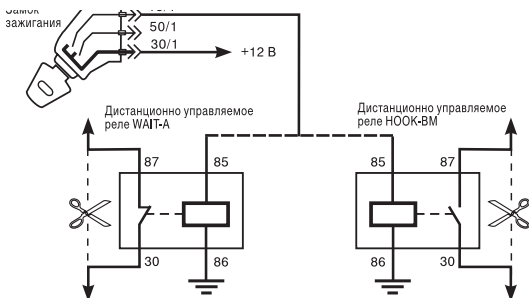 зажигания
50/1
30/1
+12 В
Дистанционно управляемое
реле WAIT-A
Дистанционно управляемое
реле HOOK-BM
87
85
85
87
30
86
86
30